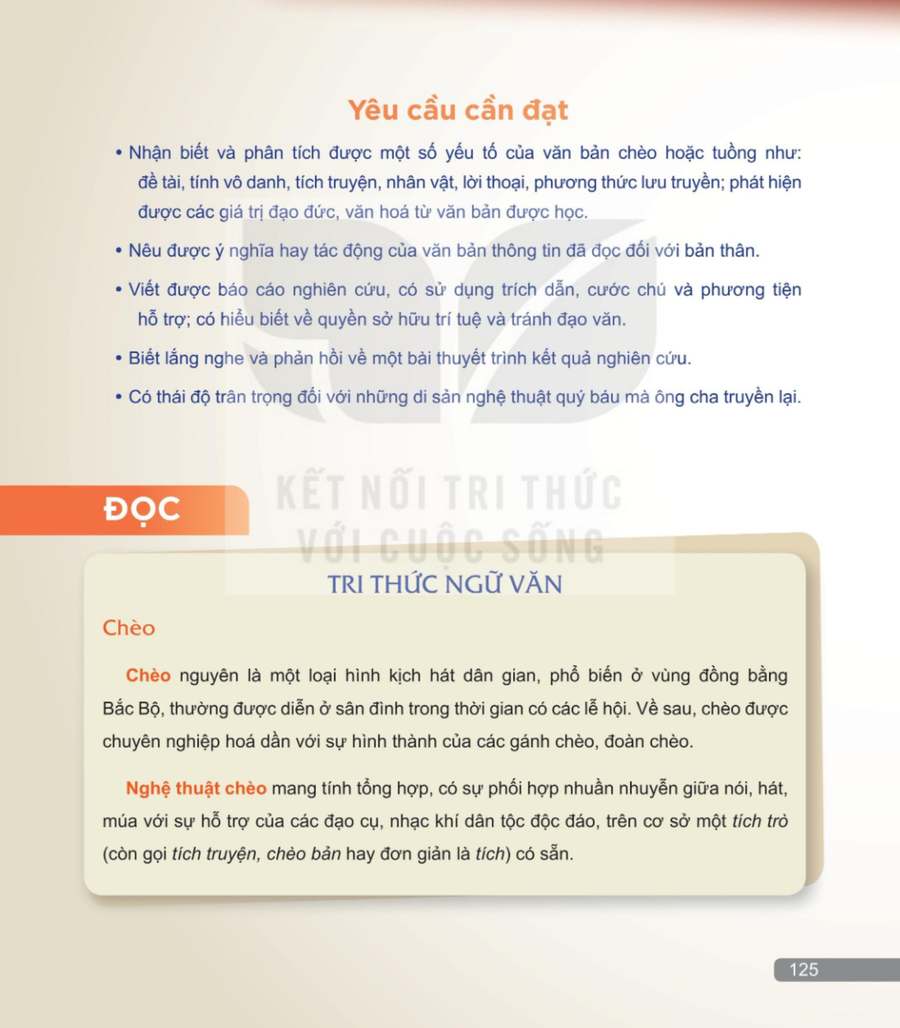 Yêu cầu cần đạt
• Nhận biết và phân tích được một số yếu tố của văn bản chèo hoặc tuồng như:
đề tài, tính vô danh, tích truyện, nhân vật, lời thoại, phương thức lưu truyền; phát hiện
được các giá trị đạo đức, văn hoá từ văn bản được học.
• Nêu được ý nghĩa hay tác động của văn bản thông tin đã đọc đối với bản thân.
• Viết được báo cáo nghiên cứu, có sử dụng trích dẫn, cước chú và phương tiện
hỗ trợ; có hiểu biết về quyền sở hữu trí tuệ và tránh đạo văn.
• Biết lắng nghe và phản hồi về một bài thuyết trình kết quả nghiên cứu.
• Có thái độ trân trọng đối với những di sản nghệ thuật quý báu mà ông cha truyền lại.
KẾT NỐI TRI THỨC
VỚI CUỘC SỐNG
ĐỌC
TRI THỨC NGỮ VĂN
Chèo
Chèo nguyên là một loại hình kịch hát dân gian, phổ biến ở vùng đồng bằng
Bắc Bộ, thường được diễn ở sân đình trong thời gian có các lễ hội. Về sau, chèo được
chuyên nghiệp hoá dần với sự hình thành của các gánh chèo, đoàn chèo.
Nghệ thuật chèo mang tính tổng hợp, có sự phối hợp nhuần nhuyễn giữa nói, hát,
múa với sự hỗ trợ của các đạo cụ, nhạc khí dân tộc độc đáo, trên cơ sở một tích trò
(còn gọi tích truyện, chèo bản hay đơn giản là tích) có sẵn.
125